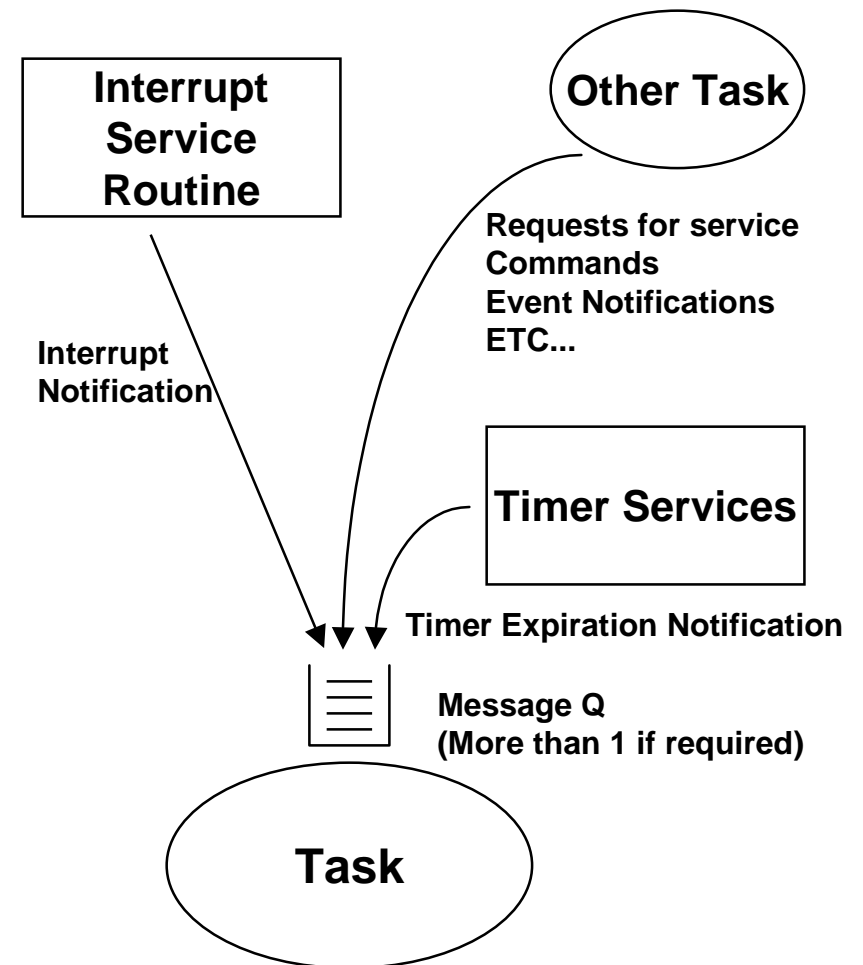 Interrupt
Service
Routine
Other Task
Requests for service
Commands
Event Notifications
ETC...
Interrupt
Notification
Timer Services
Timer Expiration Notification
Message Q
(More than 1 if required)
Task